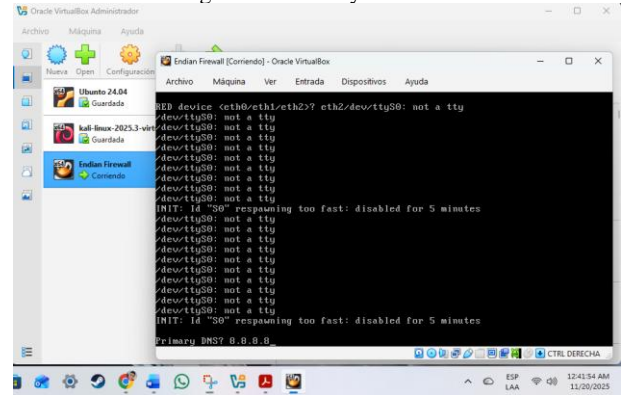 Oracle VirtualBox Administrador
Archivo Máquina Ayuda
Nueva Open Configuración
Ubunto 24.04
Guardada
kali-linux-2025.3-virt
Guardada
Endian Firewall
Corriendo
Endian Firewall [Corriendo] - Oracle VirtualBox
Archivo Máquina Ver Entrada Dispositivos Ayuda
RED device <eth0/eth1/eth2>? eth2/dev/ttyS0: not a tty
/dev/ttyS0: not a tty
/dev/ttyS0: not a tty
/dev/ttyS0: not a tty
/dev/ttyS0: not a tty
/dev/ttyS0: not a tty
/dev/ttyS0: not a tty
/dev/ttyS0: not a tty
/dev/ttyS0: not a tty
/dev/ttyS0: not a tty
INIT: Id "S0" respawning too fast: disabled for 5 minutes
/dev/ttyS0: not a tty
/dev/ttyS0: not a tty
/dev/ttyS0: not a tty
/dev/ttyS0: not a tty
/dev/ttyS0: not a tty
/dev/ttyS0: not a tty
/dev/ttyS0: not a tty
/dev/ttyS0: not a tty
/dev/ttyS0: not a tty
/dev/ttyS0: not a tty
INIT: Id "S0" respawning too fast: disabled for 5 minutes
Primary DNS? 8.8.8.8_
CTRL DERECHA
ESP
LAA
12:41:54 AM
11/20/2025